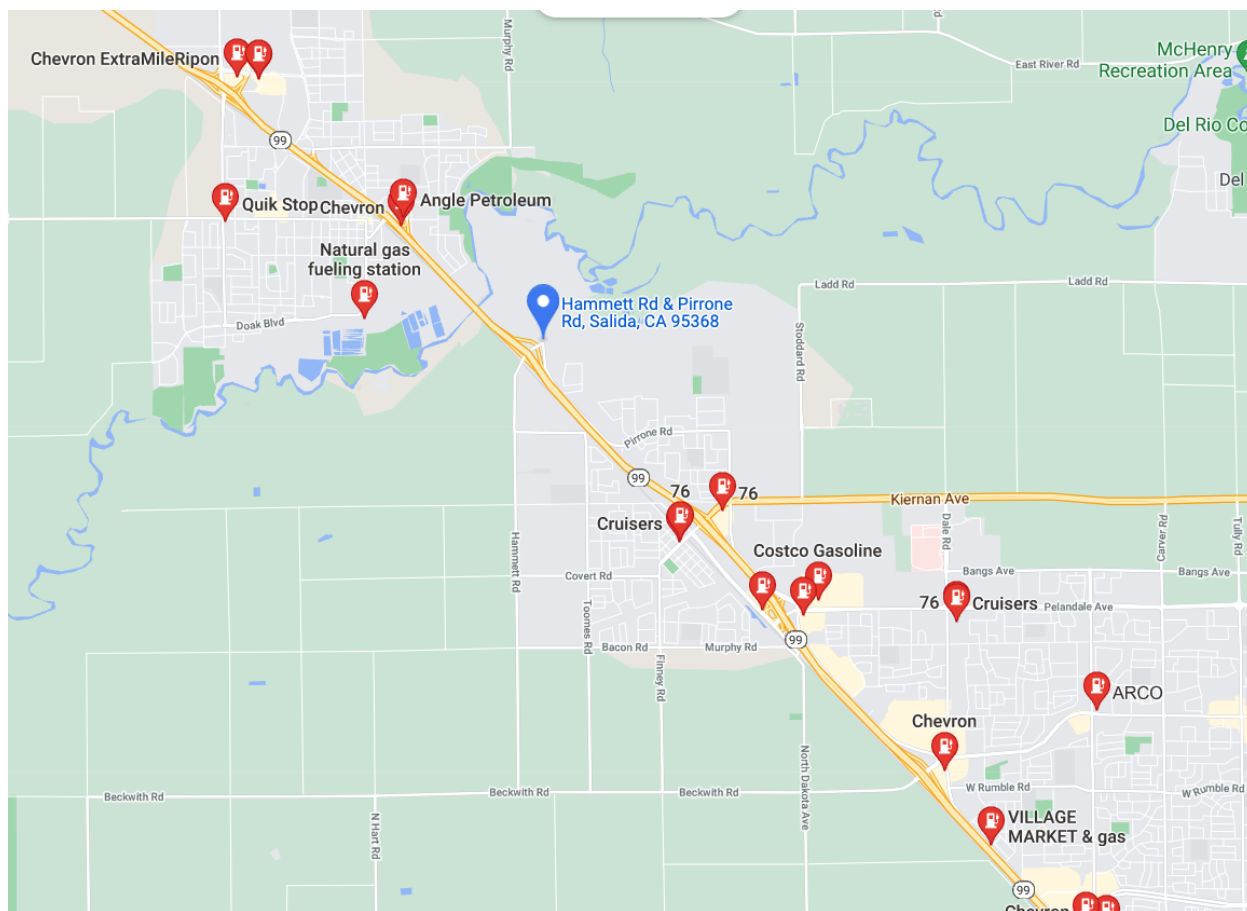 Murphy Rd
McHenry
Recreation Area
Chevron ExtraMileRipon
East River Rd
99
Del Rio Co
Del
Quik Stop
Chevron
Angle Petroleum
Natural gas
fueling station
Ladd Rd
Hammett Rd & Pirrone
Rd, Salida, CA 95368
Doak Blvd
Stoddard Rd
Pirrone Rd
99
76
76
Kiernan Ave
Cruisers
Dale Rd
Carver Rd
Tully Rd
Costco Gasoline
Hammett Rd
Covert Rd
Bangs Ave
Bangs Ave
76
Cruisers
Pelandale Ave
Toomes Rd
Bacon Rd
Murphy Rd
99
Finney Rd
ARCO
Chevron
North Dakota Ave
Beckwith Rd
Beckwith Rd
Beckwith Rd
W Rumble Rd
W Rumble Rd
N Hart Rd
VILLAGE
MARKET & gas
99
Chevron